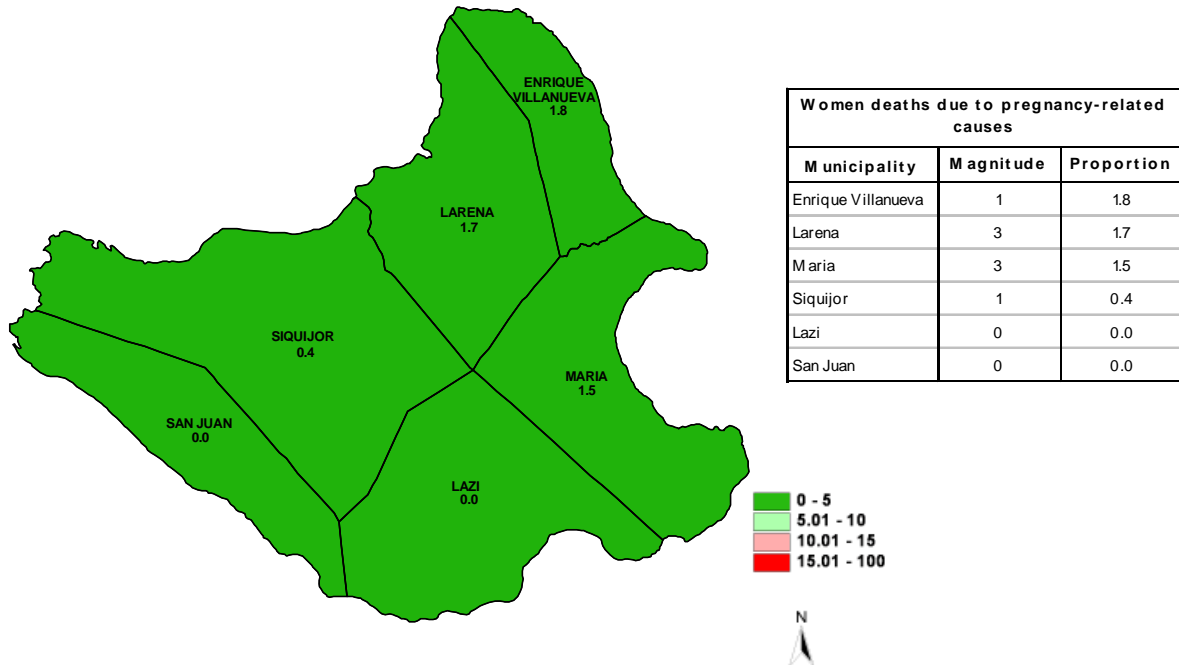 ENRIQUE
VILLANUEVA
1.8
LARENA
1.7
SIQUIJOR
0.4
MARIA
1.5
SAN JUAN
0.0
LAZI
0.0
Women deaths due to pregnancy-related
causes
Municipality Magnitude Proportion
Enrique Villanueva 1 1.8
Larena 3 1.7
Maria 3 1.5
Siquijor 1 0.4
Lazi 0 0.0
San Juan 0 0.0
0 - 5
5.01 - 10
10.01 - 15
15.01 - 100
N